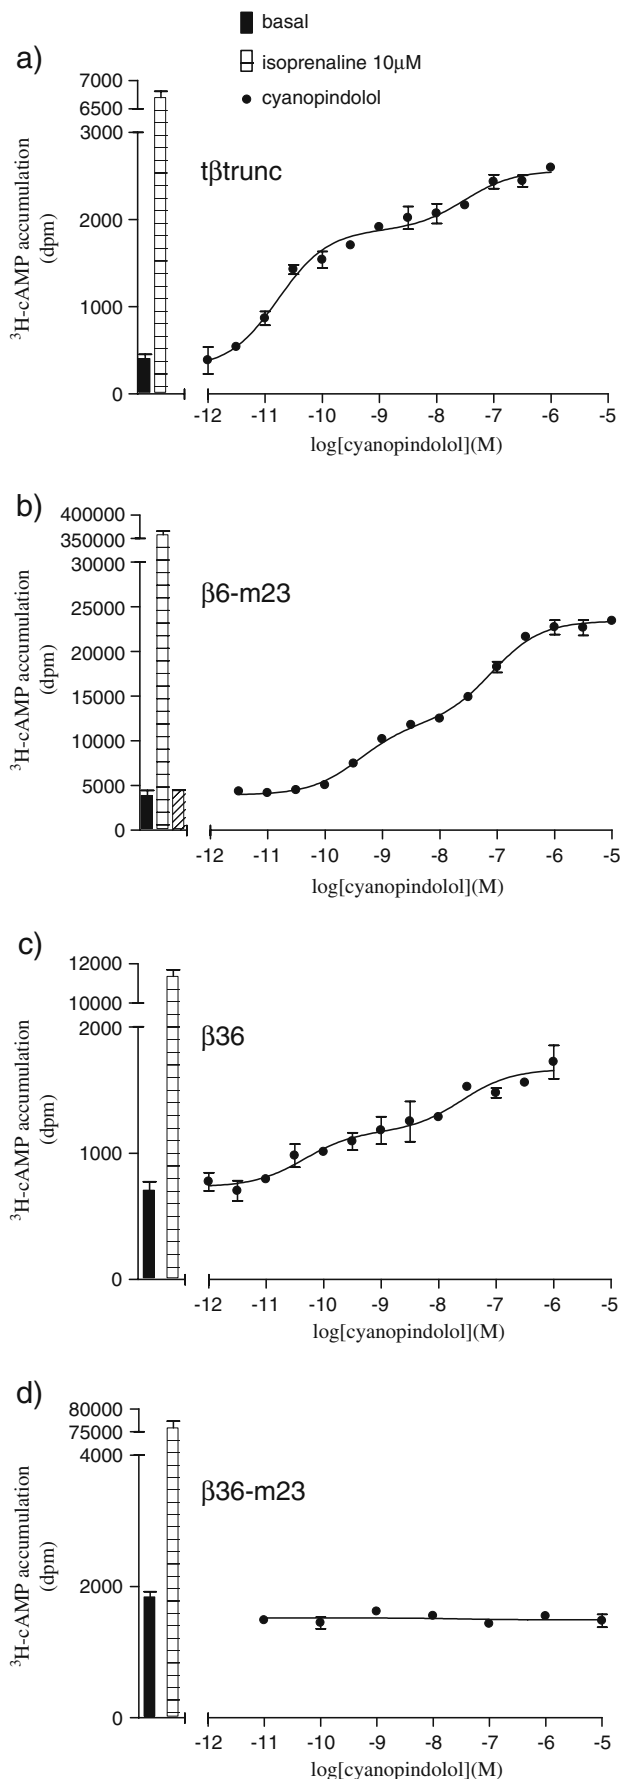 basal
isoprenaline 10μM
cyanopindolol
a)
7000
6500
3000
2000
1000
0
³H-cAMP accumulation
(dpm)
tβtrunc
-12 -11 -10 -9 -8 -7 -6 -5
log[cyanopindolol](M)
b)
400000
350000
30000
25000
20000
15000
10000
5000
0
³H-cAMP accumulation
(dpm)
β6-m23
-12 -11 -10 -9 -8 -7 -6 -5
log[cyanopindolol](M)
c)
12000
10000
2000
1000
0
³H-cAMP accumulation
(dpm)
β36
-12 -11 -10 -9 -8 -7 -6 -5
log[cyanopindolol](M)
d)
80000
75000
4000
2000
0
³H-cAMP accumulation
(dpm)
β36-m23
-12 -11 -10 -9 -8 -7 -6 -5
log[cyanopindolol](M)